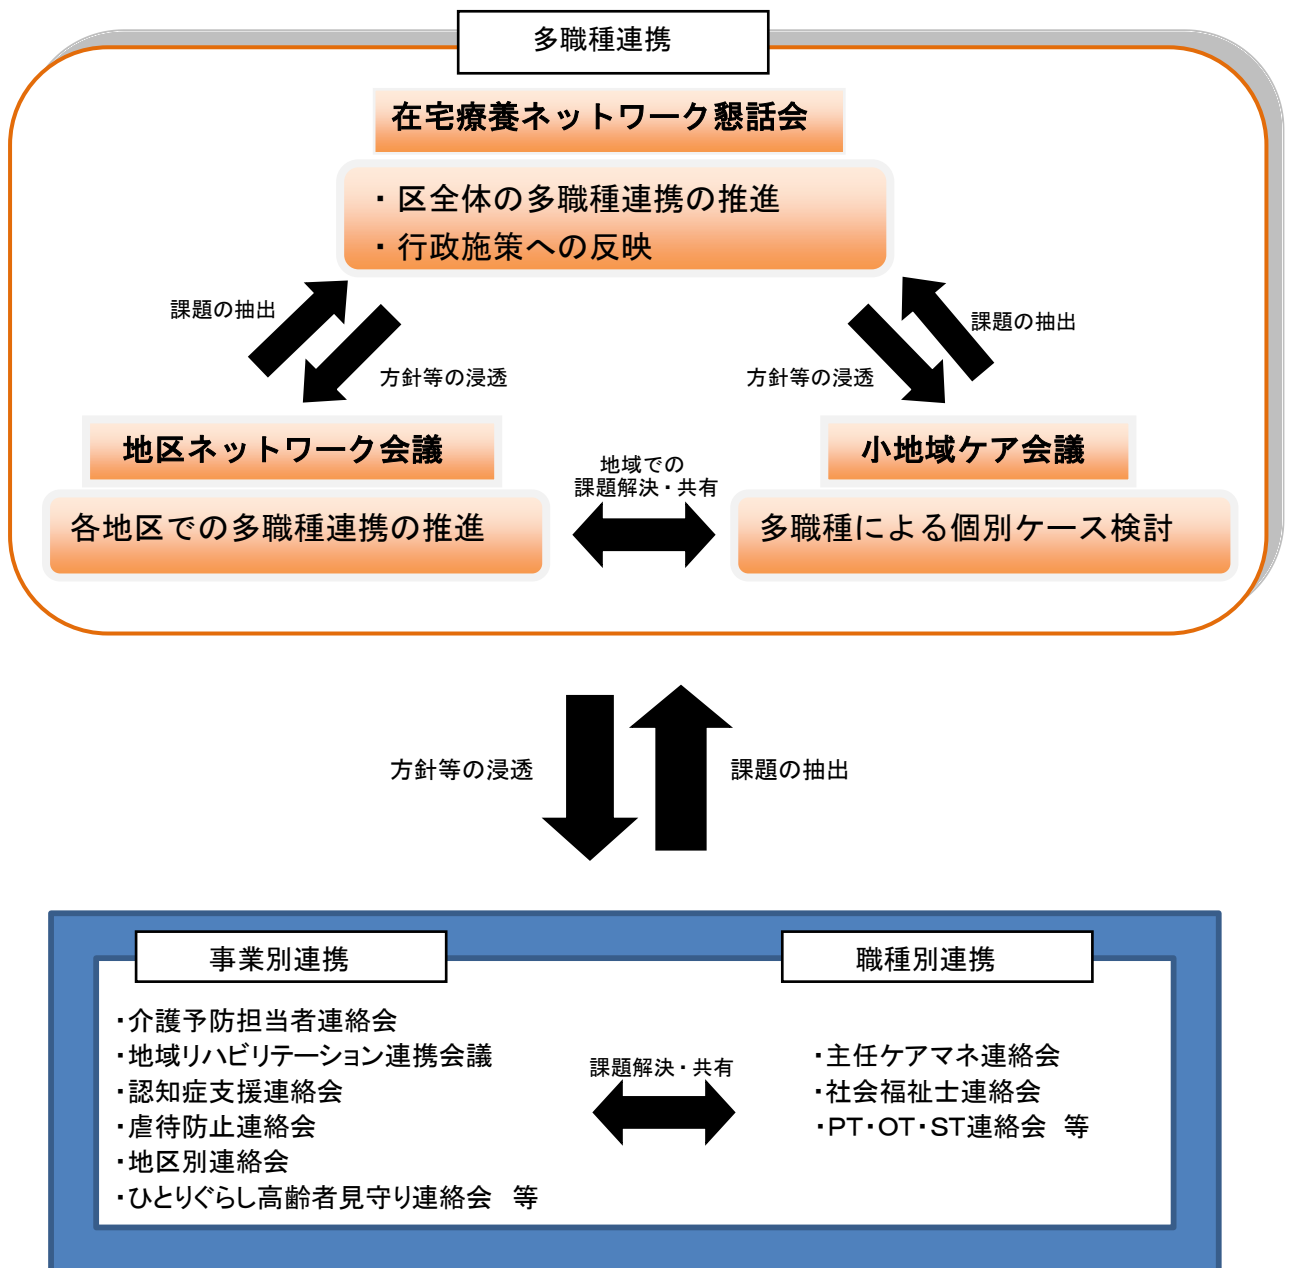 多職種連携
在宅療養ネットワーク懇話会
・区全体の多職種連携の推進
・行政施策への反映
課題の抽出
方針等の浸透
方針等の浸透
課題の抽出
地区ネットワーク会議
各地区での多職種連携の推進
地域での
課題解決・共有
小地域ケア会議
多職種による個別ケース検討
方針等の浸透
課題の抽出
事業別連携
・介護予防担当者連絡会
・地域リハビリテーション連携会議
・認知症支援連絡会
・虐待防止連絡会
・地区別連絡会
・ひとりぐらし高齢者見守り連絡会　等
課題解決・共有
職種別連携
・主任ケアマネ連絡会
・社会福祉士連絡会
・PT・OT・ST連絡会　等